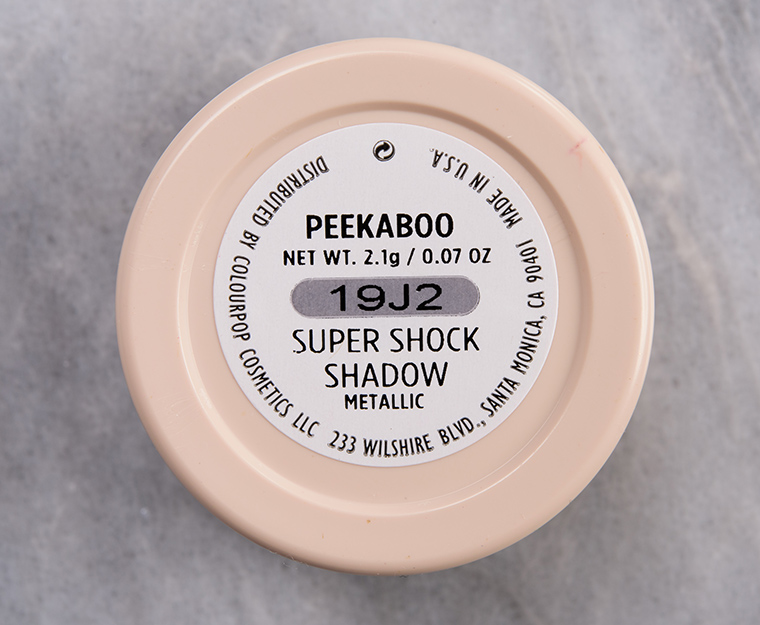 PEEKABOO
NET WT. 2.1g / 0.07 OZ
19J2
SUPER SHOCK
SHADOW
METALLIC
DISTRIBUTED BY COLOURPOP COSMETICS LLC 233 WILSHIRE BLVD., SANTA MONICA, CA 90401 MADE IN U.S.A.